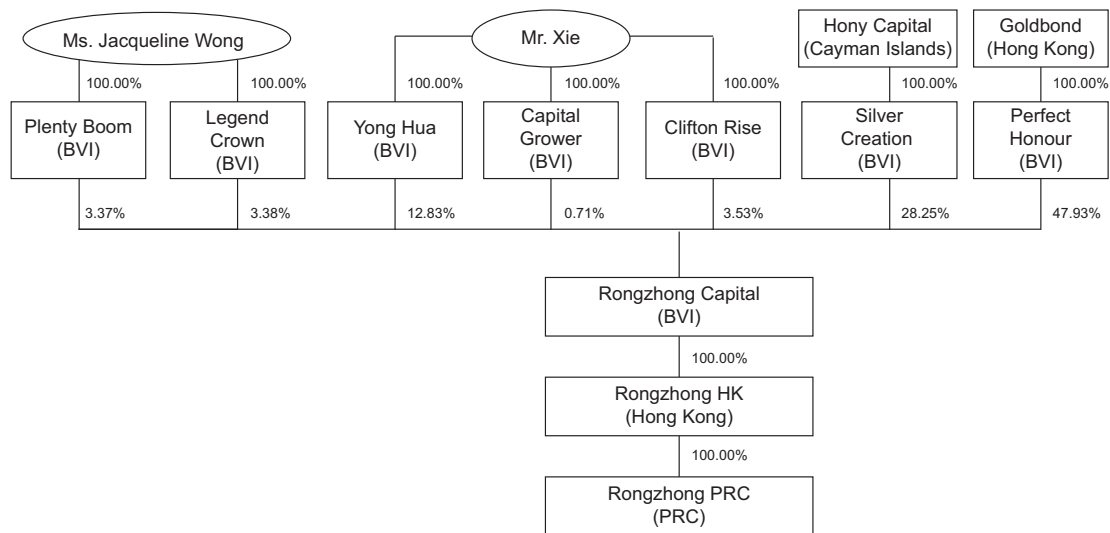 Ms. Jacqueline Wong
Mr. Xie
Hony Capital
(Cayman Islands)
Goldbond
(Hong Kong)
100.00%
100.00%
100.00%
100.00%
100.00%
100.00%
100.00%
Plenty Boom
(BVI)
Legend
Crown
(BVI)
Yong Hua
(BVI)
Capital
Grower
(BVI)
Clifton Rise
(BVI)
Silver
Creation
(BVI)
Perfect
Honour
(BVI)
3.37%
3.38%
12.83%
0.71%
3.53%
28.25%
47.93%
Rongzhong Capital
(BVI)
100.00%
Rongzhong HK
(Hong Kong)
100.00%
Rongzhong PRC
(PRC)